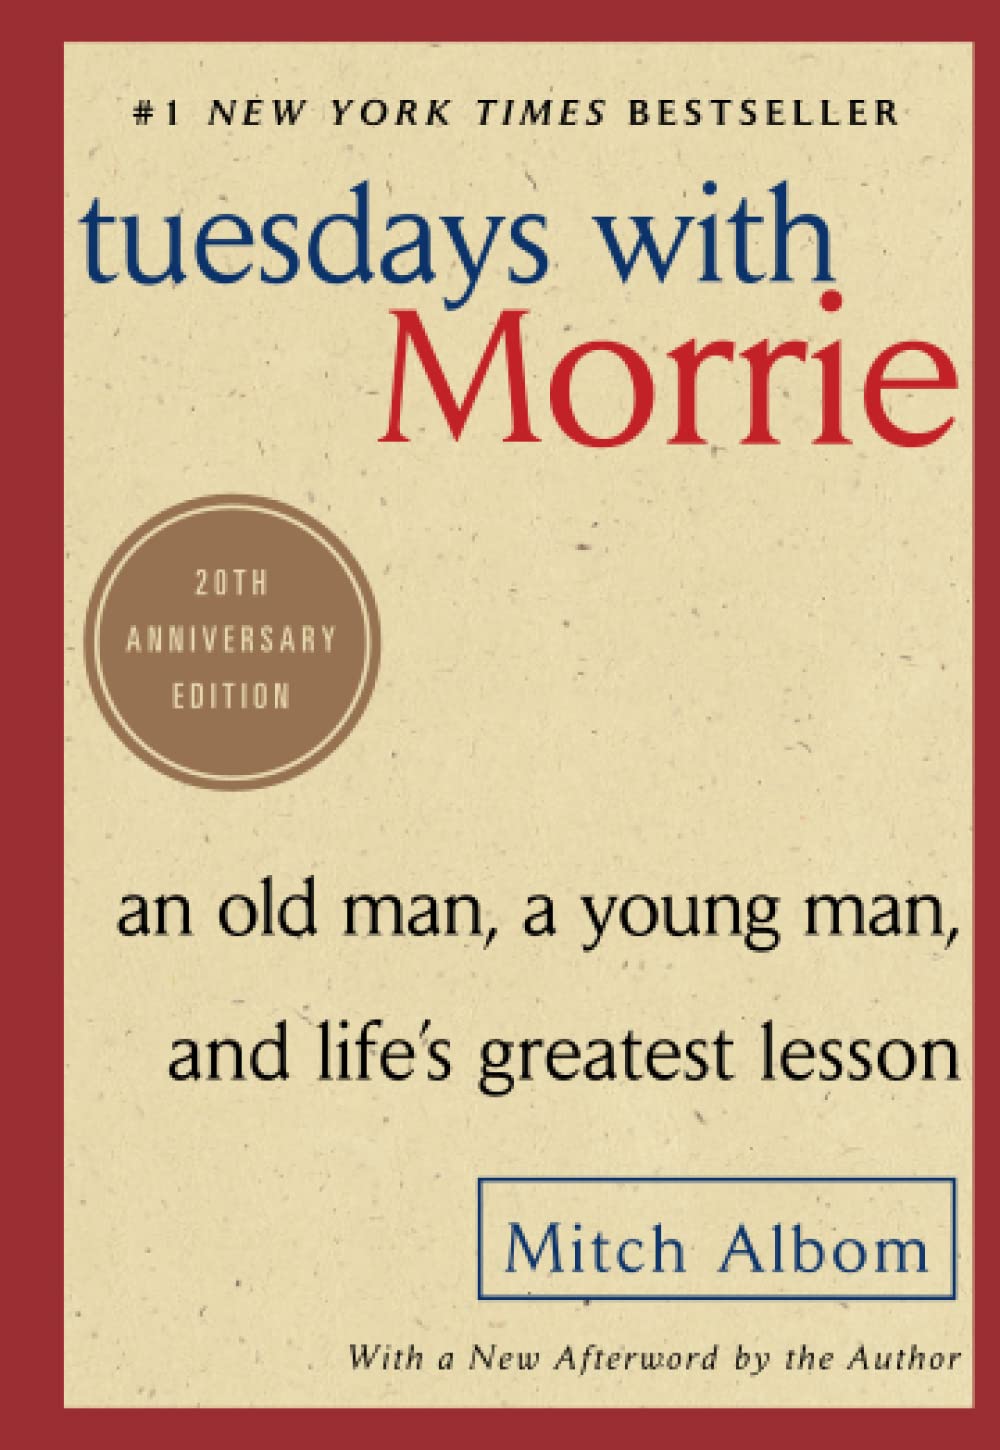 #1 NEW YORK TIMES BESTSELLER
tuesdays with
Morrie
20TH
ANNIVERSARY
EDITION
an old man, a young man,
and life's greatest lesson
Mitch Albom
With a New Afterword by the Author